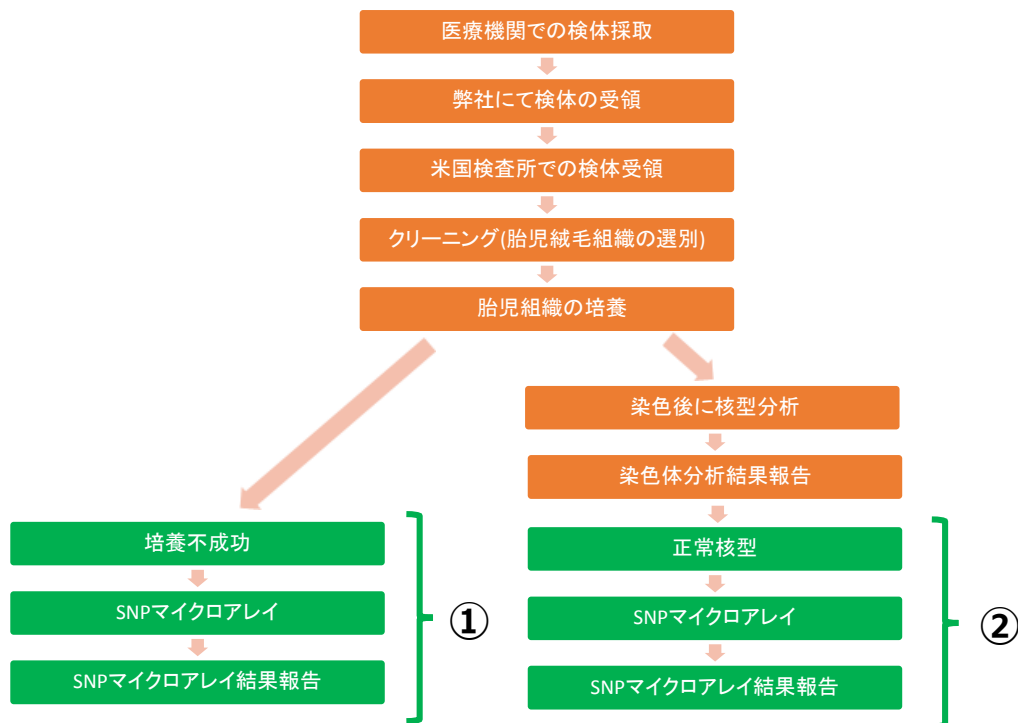 医療機関での検体採取
弊社にて検体の受領
米国検査所での検体受領
クリーニング(胎児絨毛組織の選別)
胎児組織の培養
染色後に核型分析
染色体分析結果報告
培養不成功
SNPマイクロアレイ
SNPマイクロアレイ結果報告
①
正常核型
SNPマイクロアレイ
SNPマイクロアレイ結果報告
②